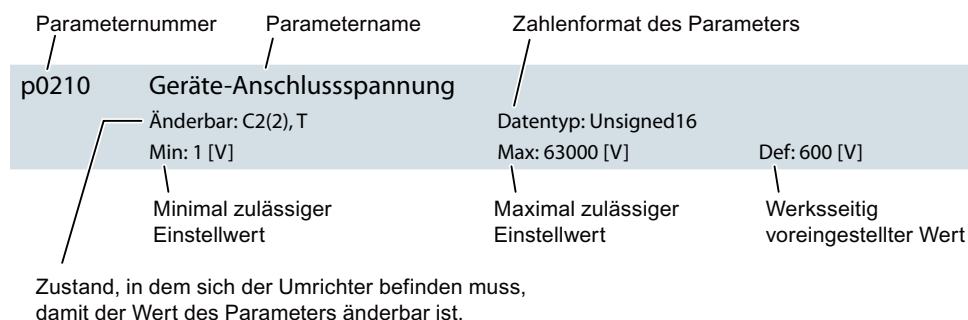 Parameternummer Parametername Zahlenformat des Parameters
p0210 Geräte-Anschlussspannung
Änderbar: C2(2), T Datentyp: Unsigned16
Min: 1 [V] Max: 63000 [V] Def: 600 [V]
Minimal zulässiger Einstellwert
Maximal zulässiger Einstellwert
Werksseitig voreingestellter Wert
Zustand, in dem sich der Umrichter befinden muss,
damit der Wert des Parameters änderbar ist.